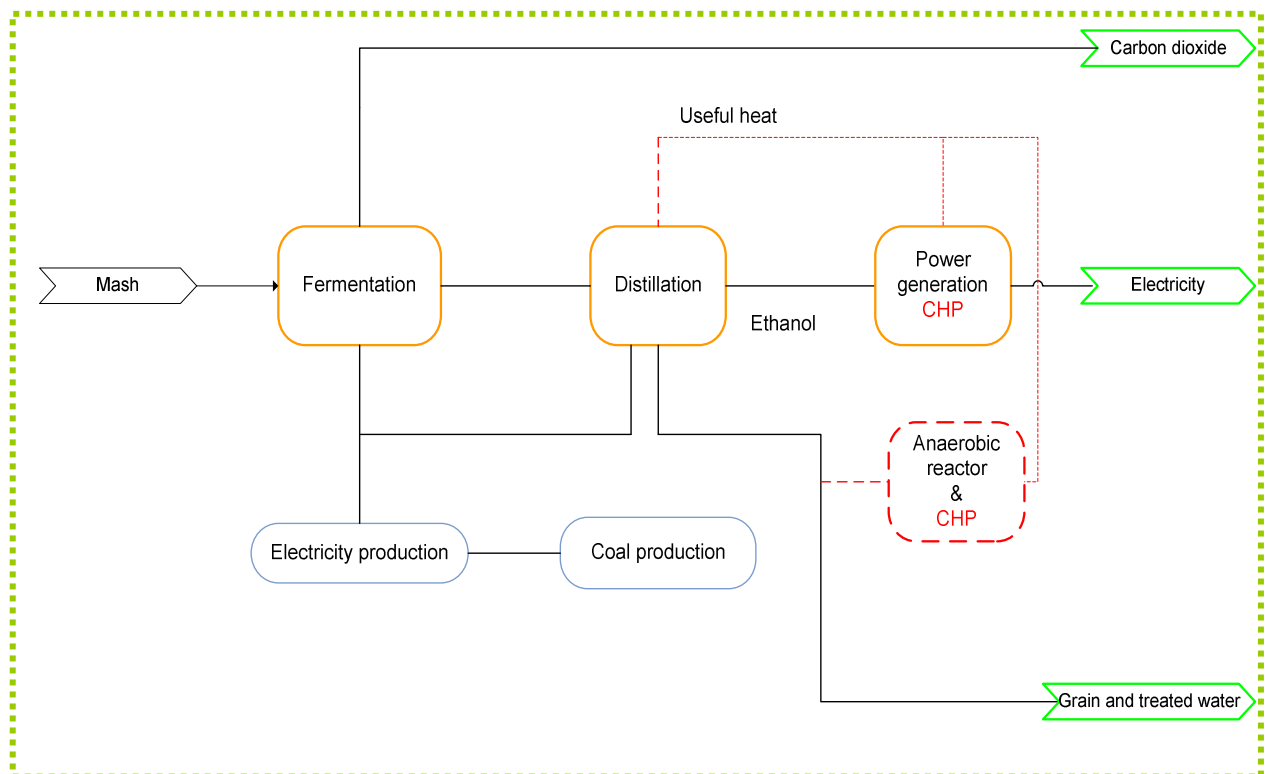 Carbon dioxide
Useful heat
Mash
Fermentation
Distillation
Power
generation
CHP
Electricity
Ethanol
Anaerobic
reactor
&
CHP
Electricity production
Coal production
Grain and treated water